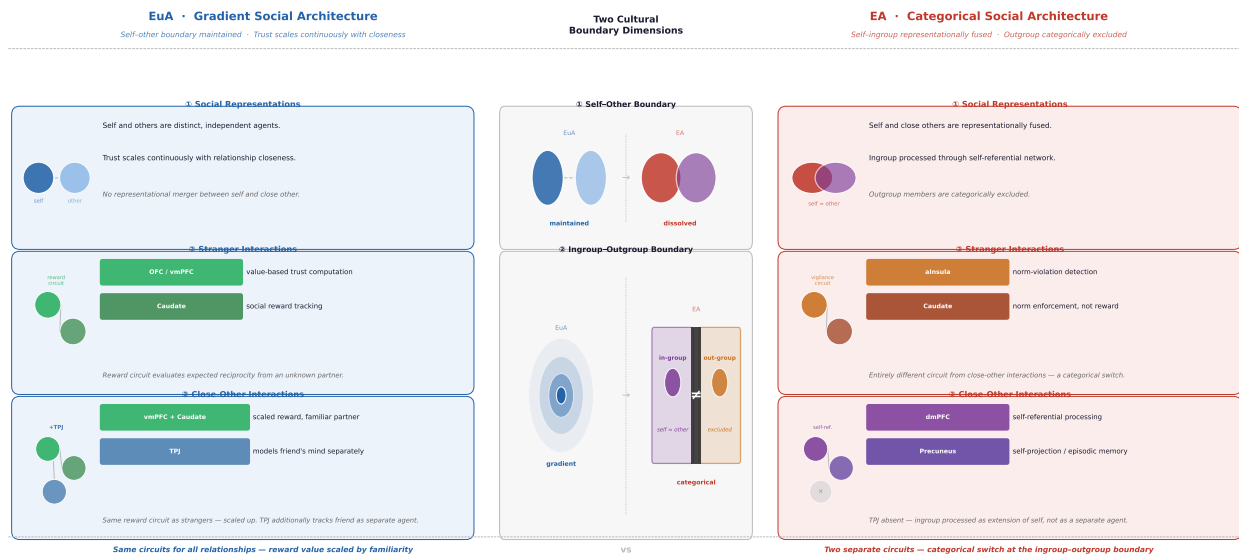 EuA · Gradient Social Architecture
Self–other boundary maintained · Trust scales continuously with closeness
Two Cultural
Boundary Dimensions
EA · Categorical Social Architecture
Self–ingroup representationally fused · Outgroup categorically excluded
① Social Representations
Self and others are distinct, independent agents.
Trust scales continuously with relationship closeness.
No representational merger between self and close other.
self
other
② Stranger Interactions
reward
circuit
OFC / vmPFC
value-based trust computation
Caudate
social reward tracking
Reward circuit evaluates expected reciprocity from an unknown partner.
③ Close-Other Interactions
+TPJ
vmPFC + Caudate
scaled reward, familiar partner
TPJ
models friend's mind separately
Same reward circuit as strangers — scaled up. TPJ additionally tracks friend as separate agent.
Same circuits for all relationships — reward value scaled by familiarity
① Self–Other Boundary
EuA
EA
→
maintained
dissolved
② Ingroup–Outgroup Boundary
EuA
EA
→
in-group
out-group
≠
self = other
excluded
gradient
categorical
vs
① Social Representations
Self and close others are representationally fused.
Ingroup processed through self-referential network.
Outgroup members are categorically excluded.
self = other
② Stranger Interactions
vigilance
circuit
aInsula
norm-violation detection
Caudate
norm enforcement, not reward
Entirely different circuit from close-other interactions — a categorical switch.
③ Close-Other Interactions
self-ref.
dmPFC
self-referential processing
Precuneus
self-projection / episodic memory
✕
TPJ absent — ingroup processed as extension of self, not as a separate agent.
Two separate circuits — categorical switch at the ingroup–outgroup boundary